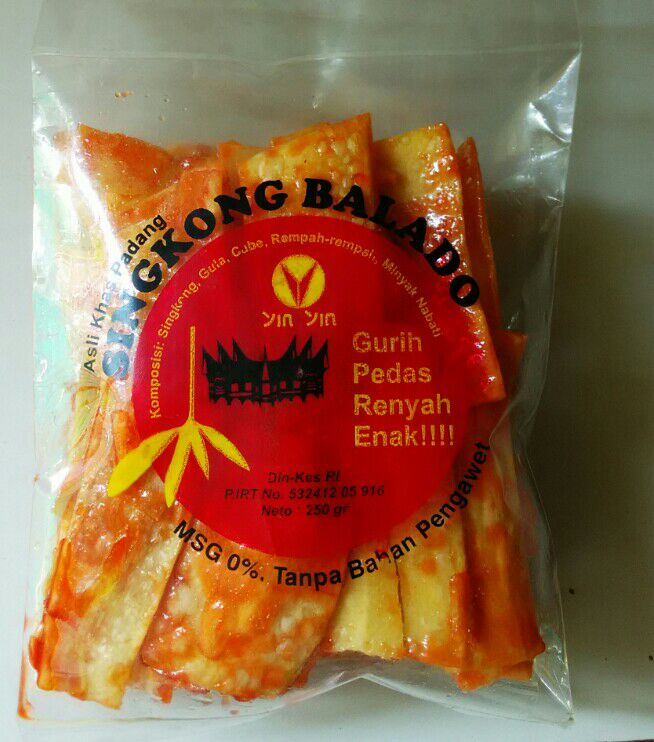 Asli Khas Padang
SINGKONG BALADO
Komposisi: Singkong, Gula, Cabe, Rempah-rempah, Minyak Nabati
yin yin
Gurih
Pedas
Renyah
Enak!!!!
Din-Kes RI
P.IRT No. 532412 05 916
Neto : 250 gr
MSG 0%. Tanpa Bahan Pengawet